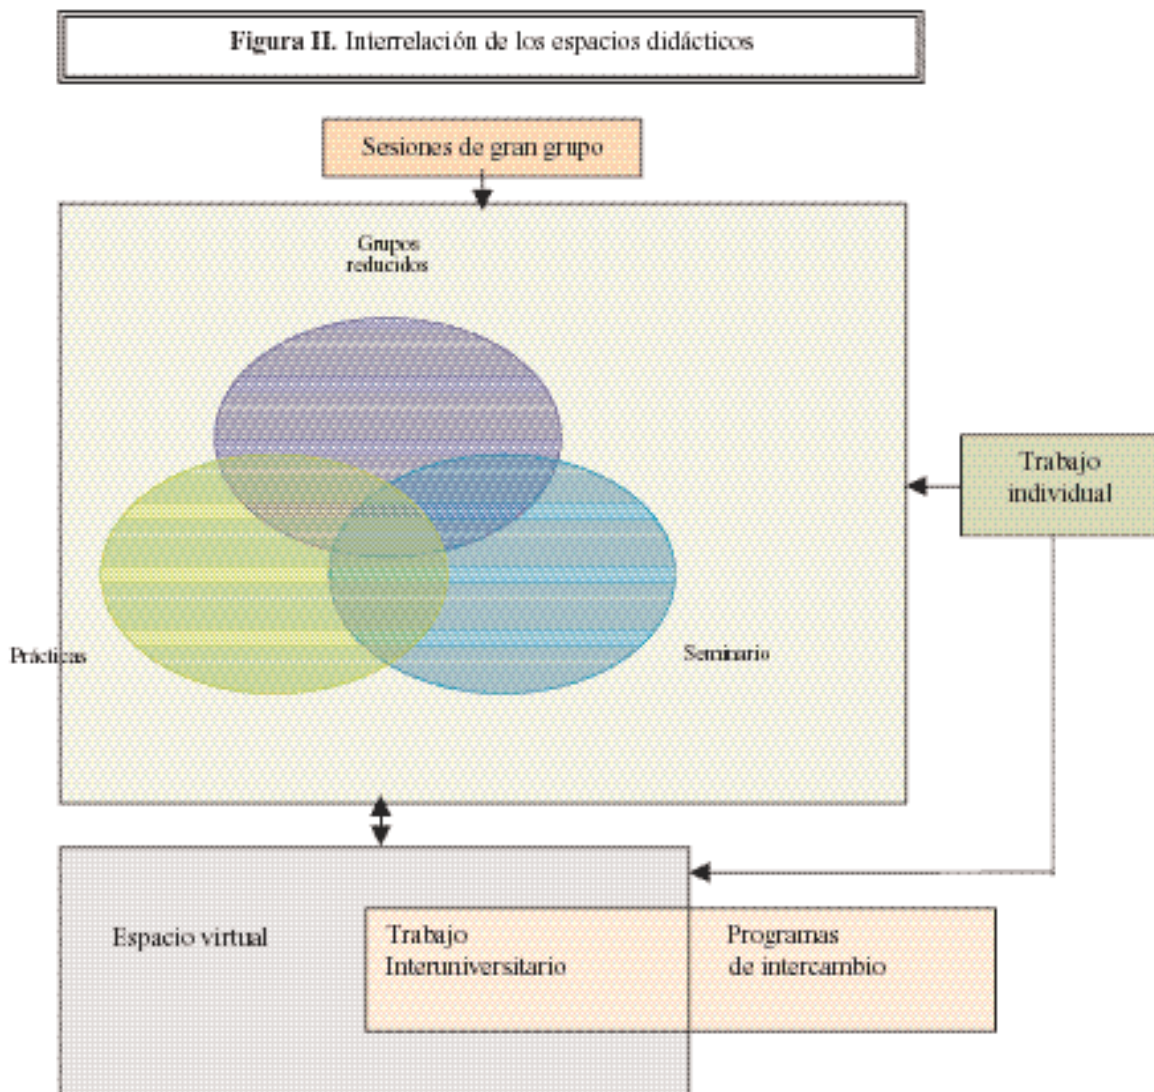 Figura II. Interrelación de los espacios didácticos
Sesiones de gran grupo
Grupos
reducidos
Trabajo
individual
Prácticas
Seminario
Espacio virtual
Trabajo
Interuniversitario
Programas
de intercambio